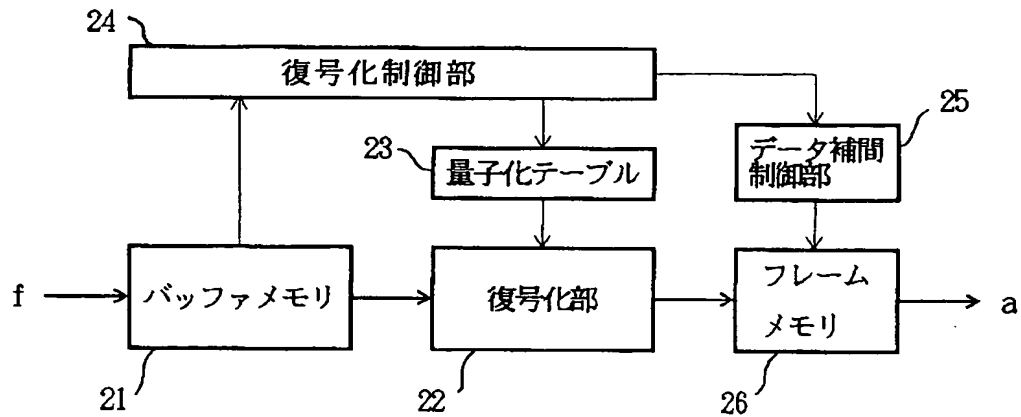 24
復号化制御部
25
23
量子化テーブル
データ補間
制御部
f
バッファメモリ
復号化部
フレーム
メモリ
a
21
22
26